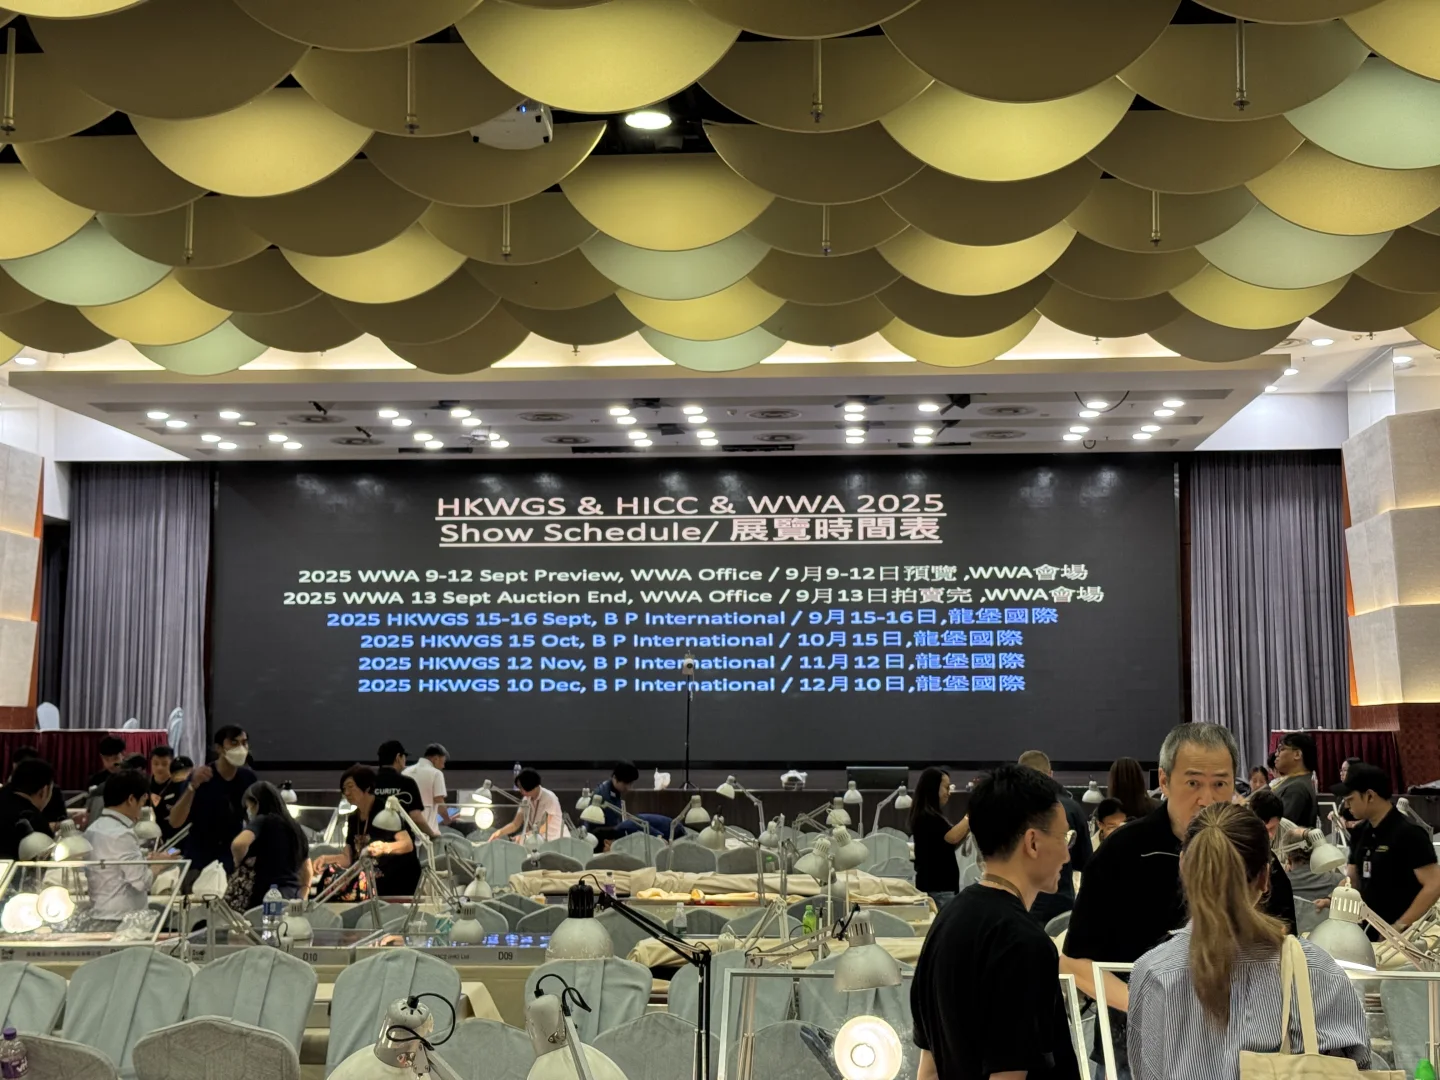 HKWGS & HICC & WWA 2025
Show Schedule/ 展覽時間表
2025 WWA 9-12 Sept Preview, WWA Office / 9月9-12日預覽 ,WWA會場
2025 WWA 13 Sept Auction End, WWA Office / 9月13日拍賣完 ,WWA會場
2025 HKWGS 15-16 Sept, B P International / 9月15-16日,龍堡國際
2025 HKWGS 15 Oct, B P International / 10月15日,龍堡國際
2025 HKWGS 12 Nov, B P International / 11月12日,龍堡國際
2025 HKWGS 10 Dec, B P International / 12月10日,龍堡國際
CURITY
D10
D09